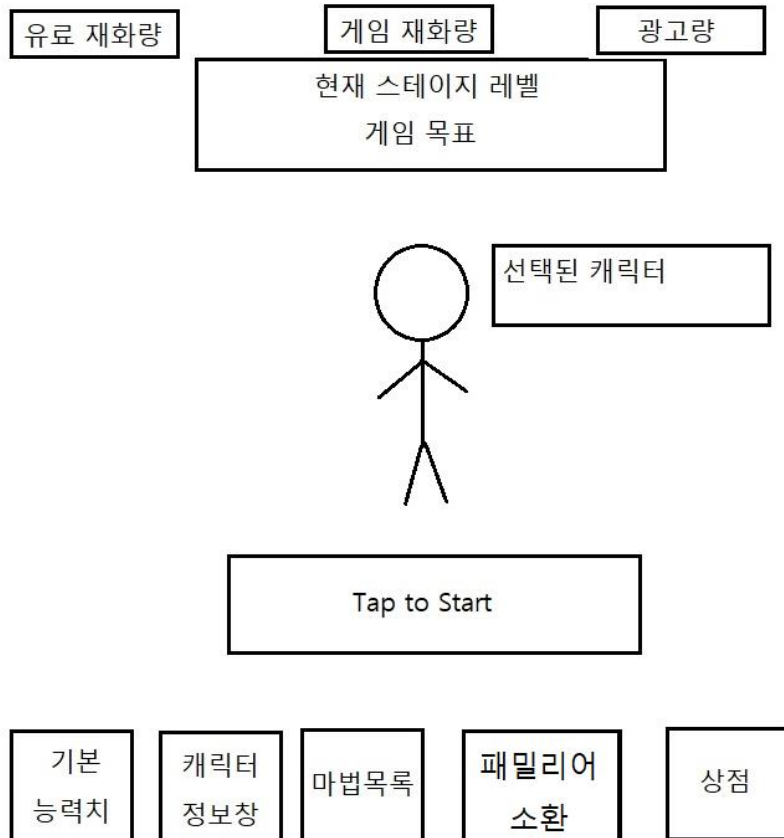 유료 재화량
게임 재화량
광고량
현재 스테이지 레벨
게임 목표
선택된 캐릭터
Tap to Start
기본
능력치
캐릭터
정보창
마법목록
패밀리어
소환
상점